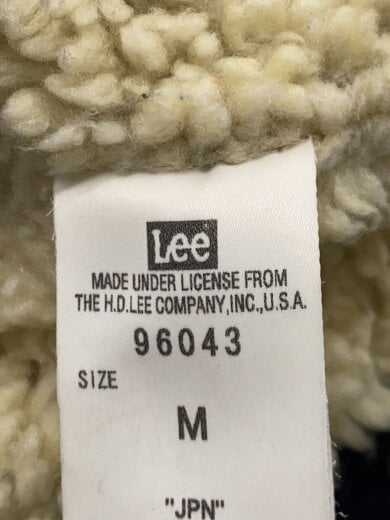 Lee
MADE UNDER LICENSE FROM
THE H.D.LEE COMPANY,INC.,U.S.A.
96043
SIZE
M
"JPN"